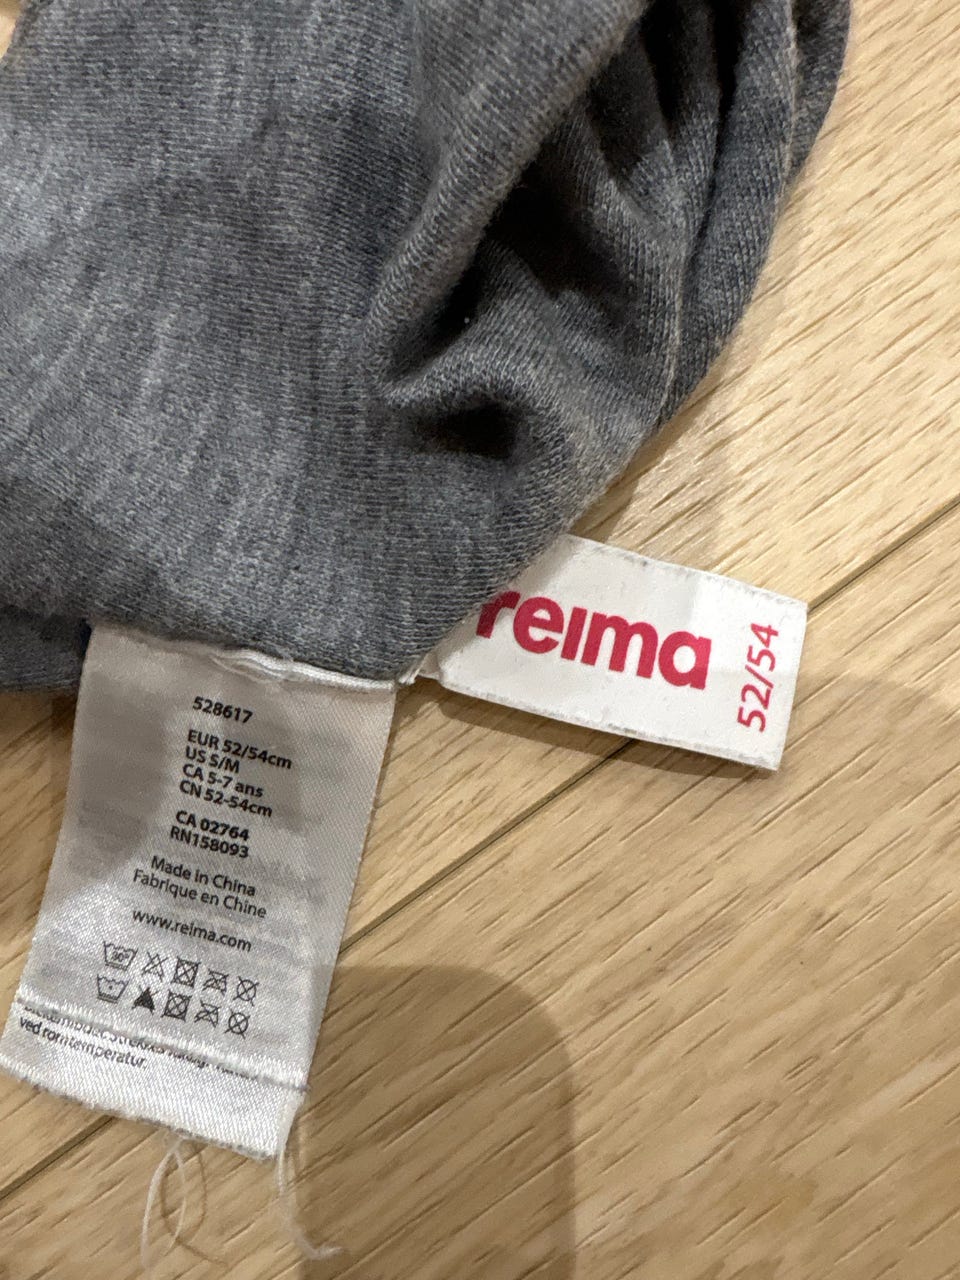 reima
52/54
528617
EUR 52/54cm
US S/M
CA 5-7 ans
CN 52-54cm
CA 02764
RN158093
Made in China
Fabrique en Chine
www.reima.com
30°
ved romtemperatur.